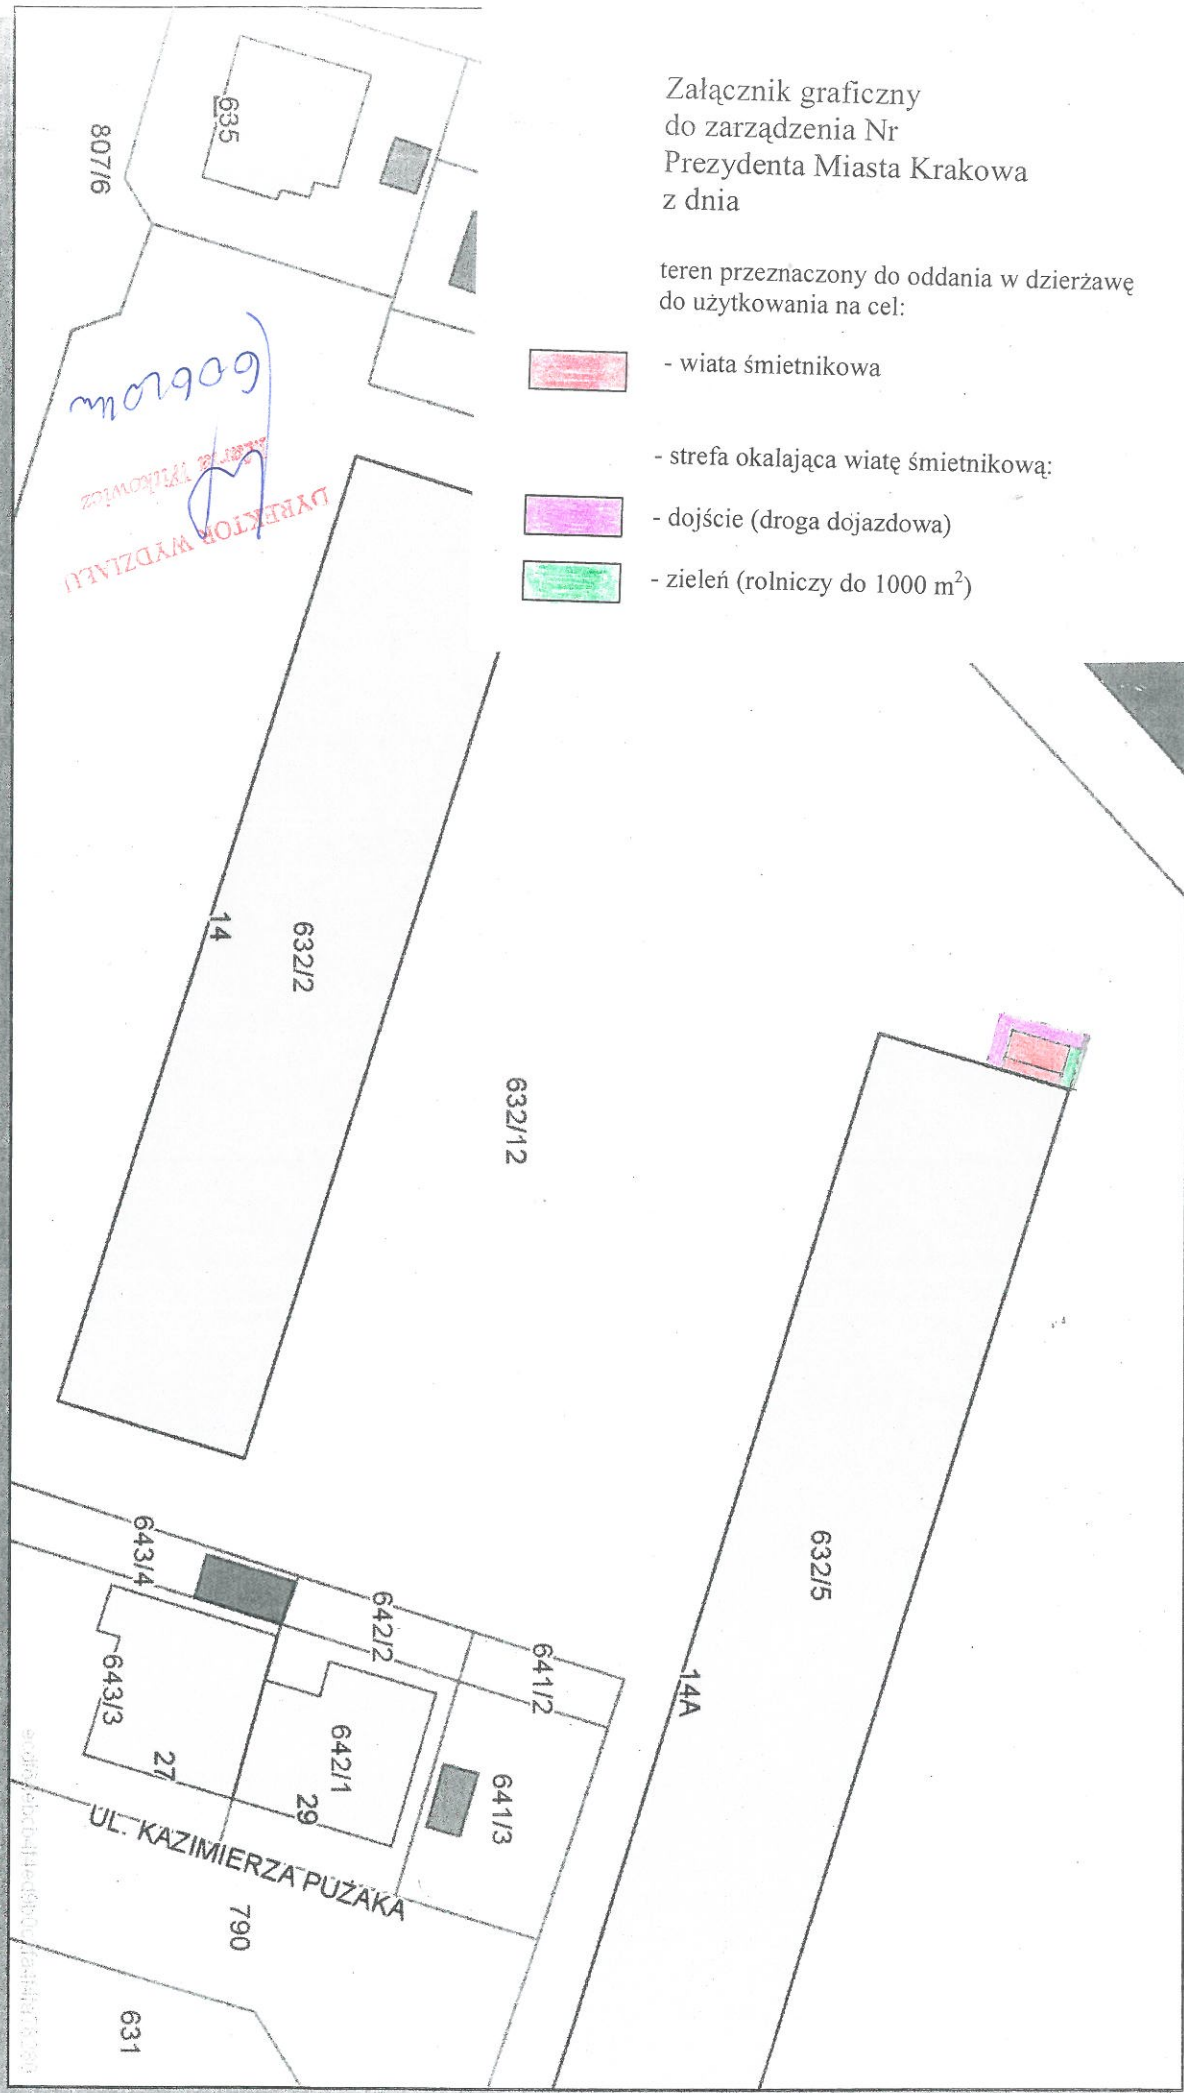 Załącznik graficzny
do zarządzenia Nr
Prezydenta Miasta Krakowa
z dnia
teren przeznaczony do oddania w dzierżawę
do użytkowania na cel:
- wiata śmietnikowa
- strefa okalająca wiatę śmietnikową:
- dojście (droga dojazdowa)
- zieleń (rolniczy do 1000 m²)
635
807/6
DYREKTOR WYDZIAŁU
Witkowicz
14
632/2
632/12
632/5
14A
643/4
642/2
641/2
643/3
642/1
641/3
27
29
UL. KAZIMIERZA PUŻAKA
790
631